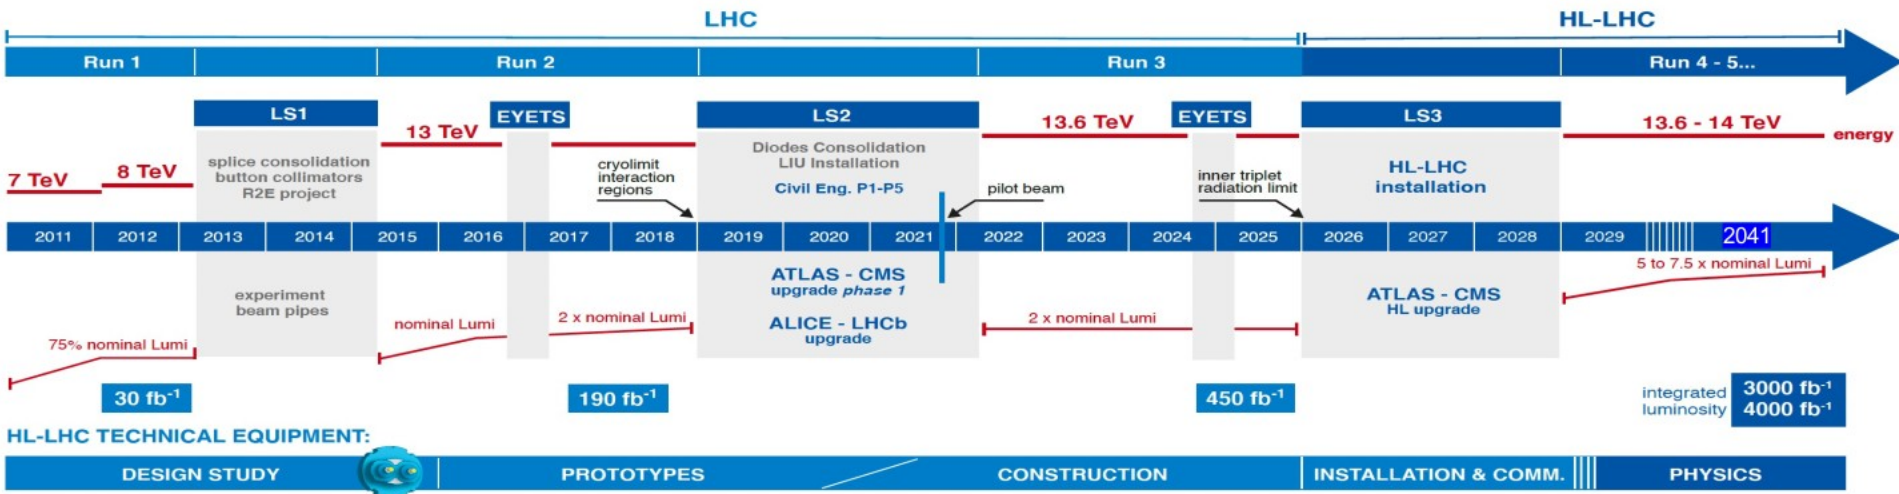 LHC
HL-LHC
Run 1
Run 2
Run 3
Run 4 - 5...
LS1
EYETS
LS2
EYETS
LS3
7 TeV
8 TeV
13 TeV
13.6 TeV
13.6 - 14 TeV
energy
splice consolidation
button collimators
R2E project
cryolimit
interaction
regions
Diodes Consolidation
LIU Installation
Civil Eng. P1-P5
pilot beam
inner triplet
radiation limit
HL-LHC
installation
2011
2012
2013
2014
2015
2016
2017
2018
2019
2020
2021
2022
2023
2024
2025
2026
2027
2028
2029
2041
experiment
beam pipes
ATLAS - CMS
upgrade phase 1
ALICE - LHCb
upgrade
ATLAS - CMS
HL upgrade
75% nominal Lumi
nominal Lumi
2 x nominal Lumi
2 x nominal Lumi
5 to 7.5 x nominal Lumi
30 fb⁻¹
190 fb⁻¹
450 fb⁻¹
integrated
luminosity
3000 fb⁻¹
4000 fb⁻¹
HL-LHC TECHNICAL EQUIPMENT:
DESIGN STUDY
PROTOTYPES
CONSTRUCTION
INSTALLATION & COMM.
PHYSICS